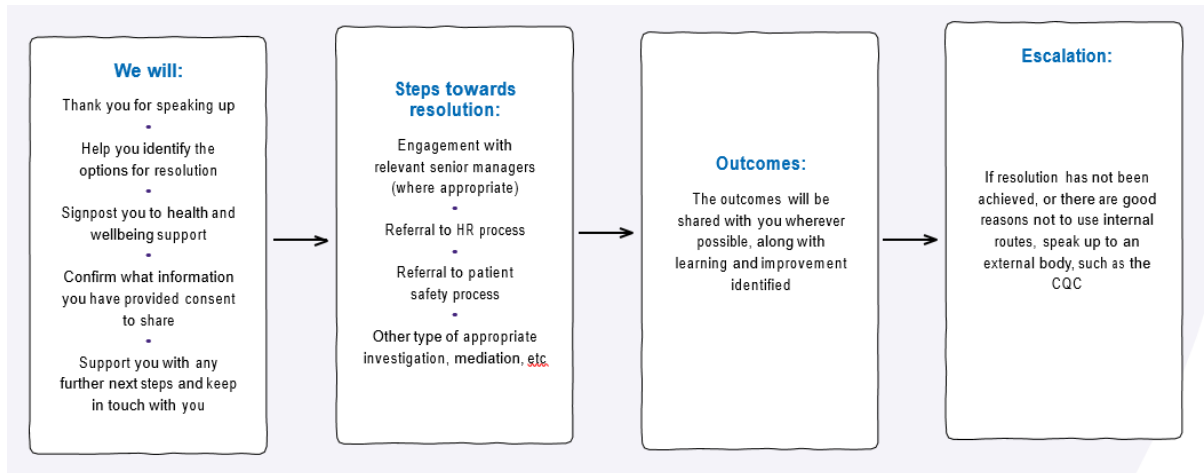 We will:
Thank you for speaking up
•
Help you identify the
options for resolution
•
Signpost you to health and
wellbeing support
•
Confirm what information
you have provided consent
to share
•
Support you with any
further next steps and keep
in touch with you
Steps towards
resolution:
Engagement with
relevant senior managers
(where appropriate)
•
Referral to HR process
•
Referral to patient
safety process
•
Other type of appropriate
investigation, mediation, etc
Outcomes:
The outcomes will be
shared with you wherever
possible, along with
learning and improvement
identified
Escalation:
If resolution has not been
achieved, or there are good
reasons not to use internal
routes, speak up to an
external body, such as the
CQC